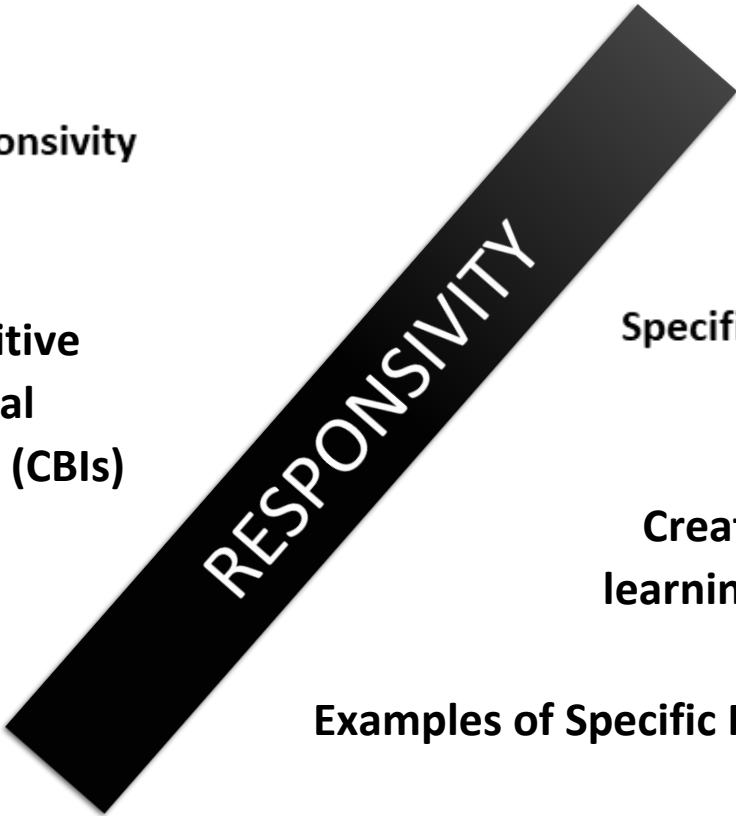 onsivity
itive
al
(CBIs)
RESPONSIVITY
Specifi
Creat
learnin
Examples of Specific